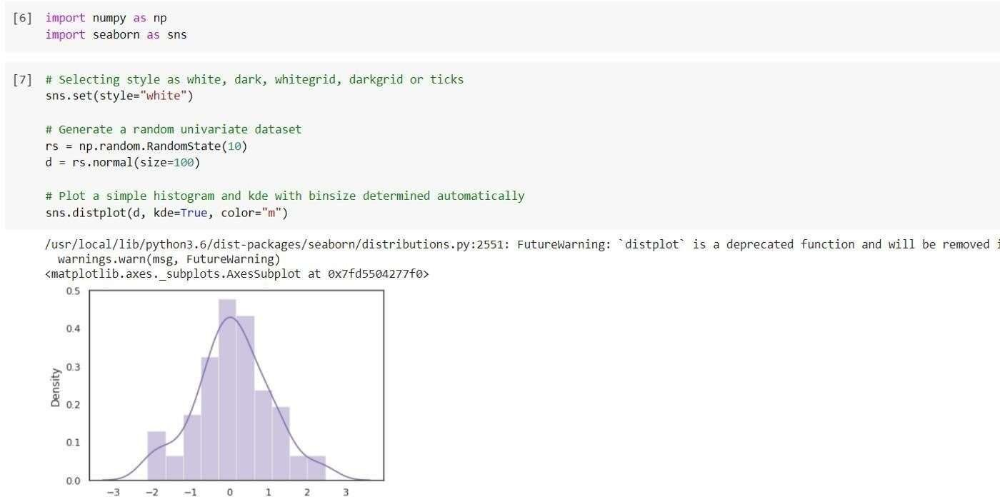 [6] import numpy as np
import seaborn as sns
[7] # Selecting style as white, dark, whitegrid, darkgrid or ticks
sns.set(style="white")
# Generate a random univariate dataset
rs = np.random.RandomState(10)
d = rs.normal(size=100)
# Plot a simple histogram and kde with binsize determined automatically
sns.distplot(d, kde=True, color="m")
/usr/local/lib/python3.6/dist-packages/seaborn/distributions.py:2551: FutureWarning: `distplot` is a deprecated function and will be removed
warnings.warn(msg, FutureWarning)
<matplotlib.axes._subplots.AxesSubplot at 0x7fd5504277f0>
0.5
0.4
0.3
0.2
0.1
0.0
Density
−3 −2 −1 0 1 2 3